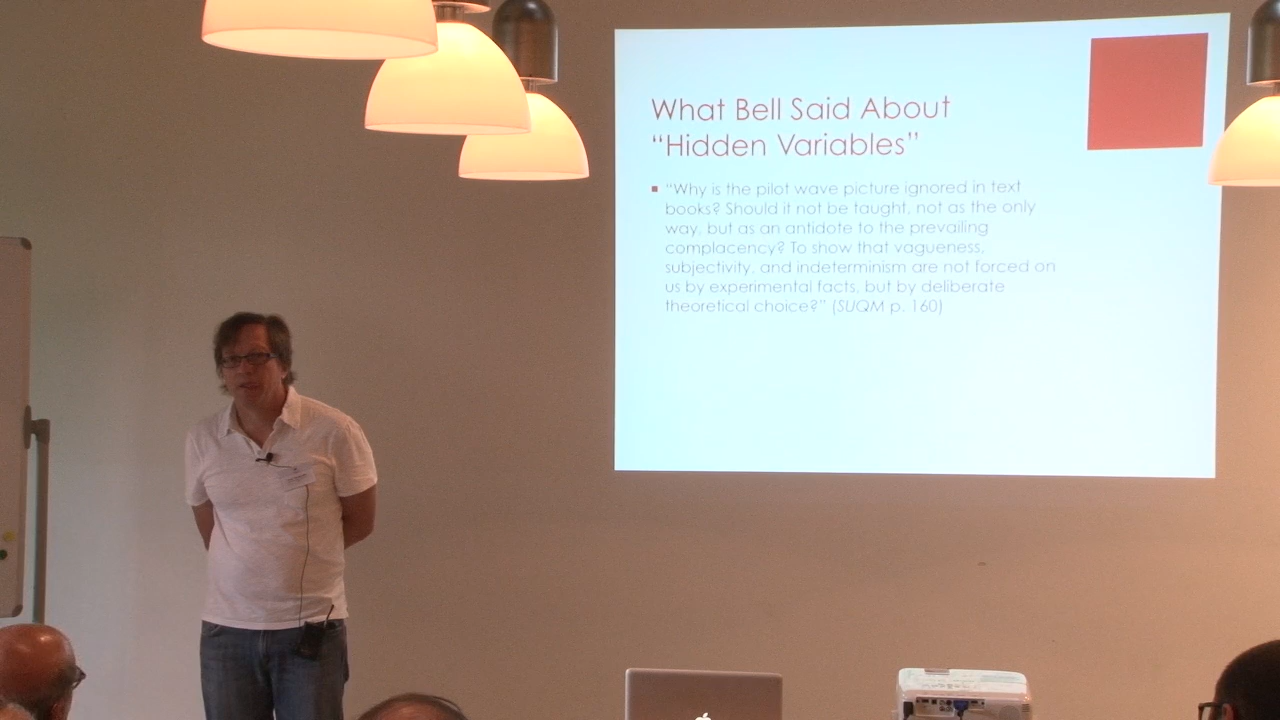 What Bell Said About
“Hidden Variables”
“Why is the pilot wave picture ignored in text
books? Should it not be taught, not as the only
way, but as an antidote to the prevailing
complacency? To show that vagueness,
subjectivity, and indeterminism are not forced on
us by experimental facts, but by deliberate
theoretical choice?” (SUQM p. 160)